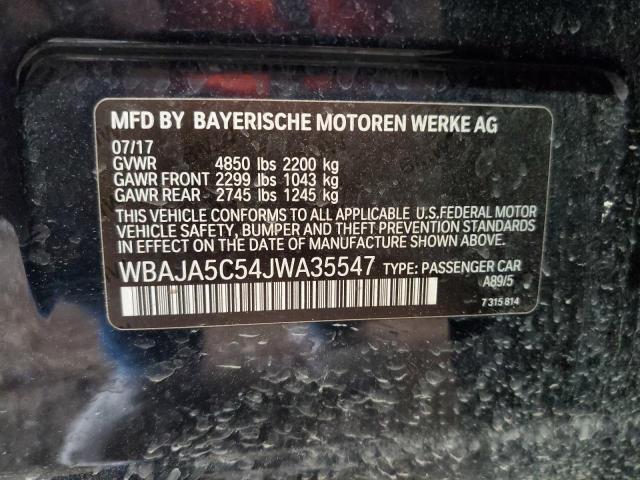 MFD BY BAYERISCHE MOTOREN WERKE AG
07/17
GVWR 4850 lbs 2200 kg
GAWR FRONT 2299 lbs 1043 kg
GAWR REAR 2745 lbs 1245 kg
THIS VEHICLE CONFORMS TO ALL APPLICABLE U.S.FEDERAL MOTOR
VEHICLE SAFETY, BUMPER AND THEFT PREVENTION STANDARDS
IN EFFECT ON THE DATE OF MANUFACTURE SHOWN ABOVE.
WBAJA5C54JWA35547 TYPE: PASSENGER CAR
A89/5
7 315 814